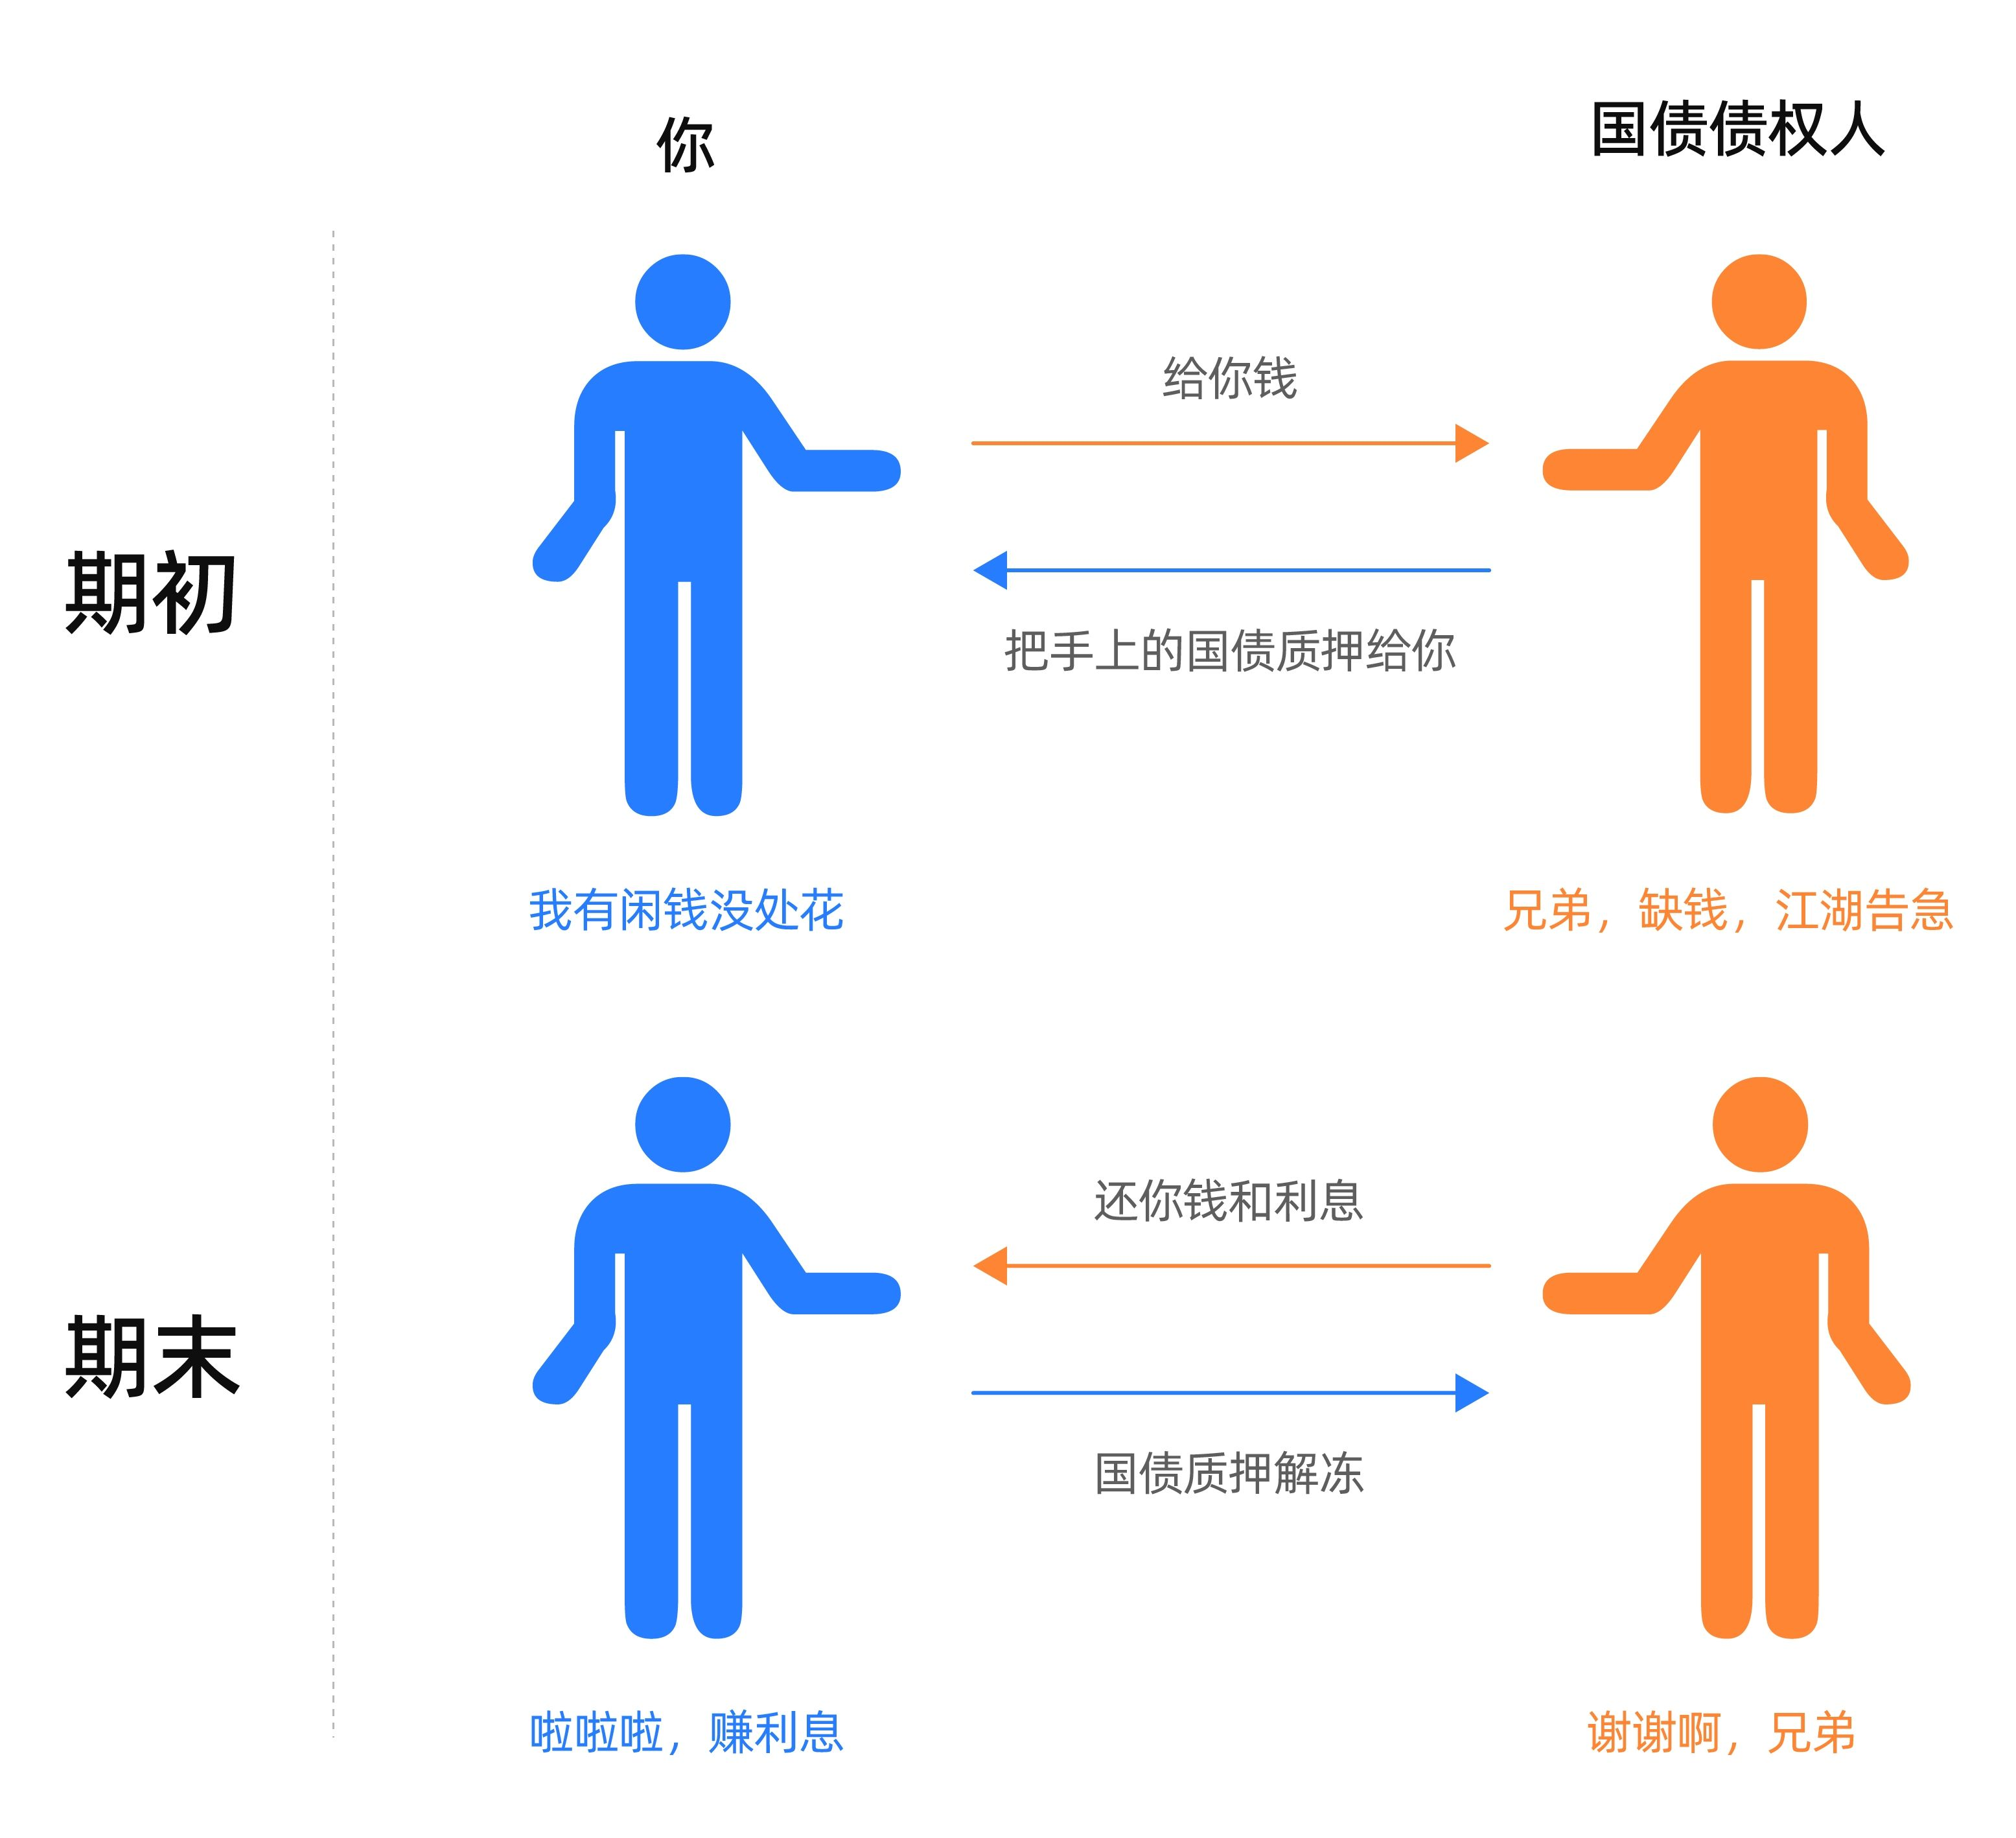 你
国债债权人
期初
给你钱
把手上的国债质押给你
我有闲钱没处花
兄弟，缺钱，江湖告急
期末
还你钱和利息
国债质押解冻
啦啦啦，赚利息
谢谢啊，兄弟